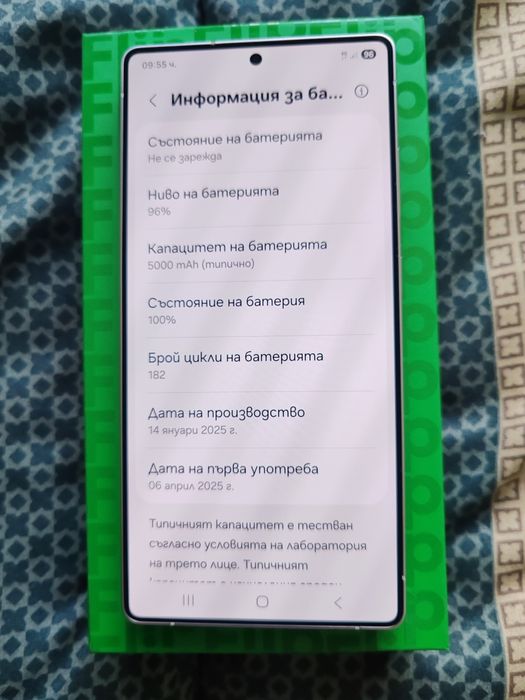 09:55 ч.
96
Информация за ба...
Състояние на батерията
Не се зарежда
Ниво на батерията
96%
Капацитет на батерията
5000 mAh (типично)
Състояние на батерия
100%
Брой цикли на батерията
182
Дата на производство
14 януари 2025 г.
Дата на първа употреба
06 април 2025 г.
Типичният капацитет е тестван
съгласно условията на лаборатория
на трето лице. Типичният